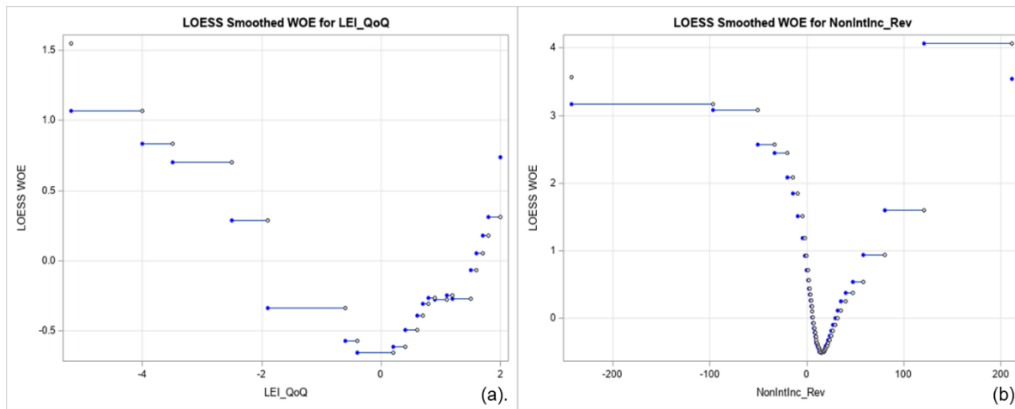 LOESS Smoothed WOE for LEI_QoQ
1.5
1.0
0.5
0.0
-0.5
LOESS WOE
-4
-2
0
2
LEI_QoQ
(a).
LOESS Smoothed WOE for NonIntInc_Rev
4
3
2
1
0
LOESS WOE
-200
-100
0
100
200
NonIntInc_Rev
(b)